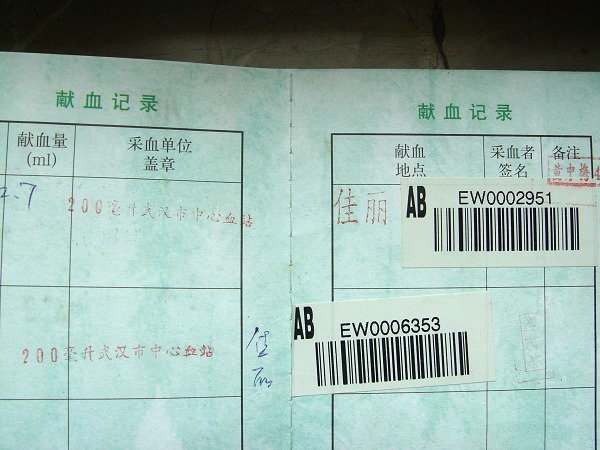 献血记录
献血量
(ml)
采血单位
盖章
200毫升武汉市中心血站
200毫升武汉市中心血站
佳
献血记录
献血
地点
采血者
签名
备注
佳丽
AB EW0002951
AB EW0006353